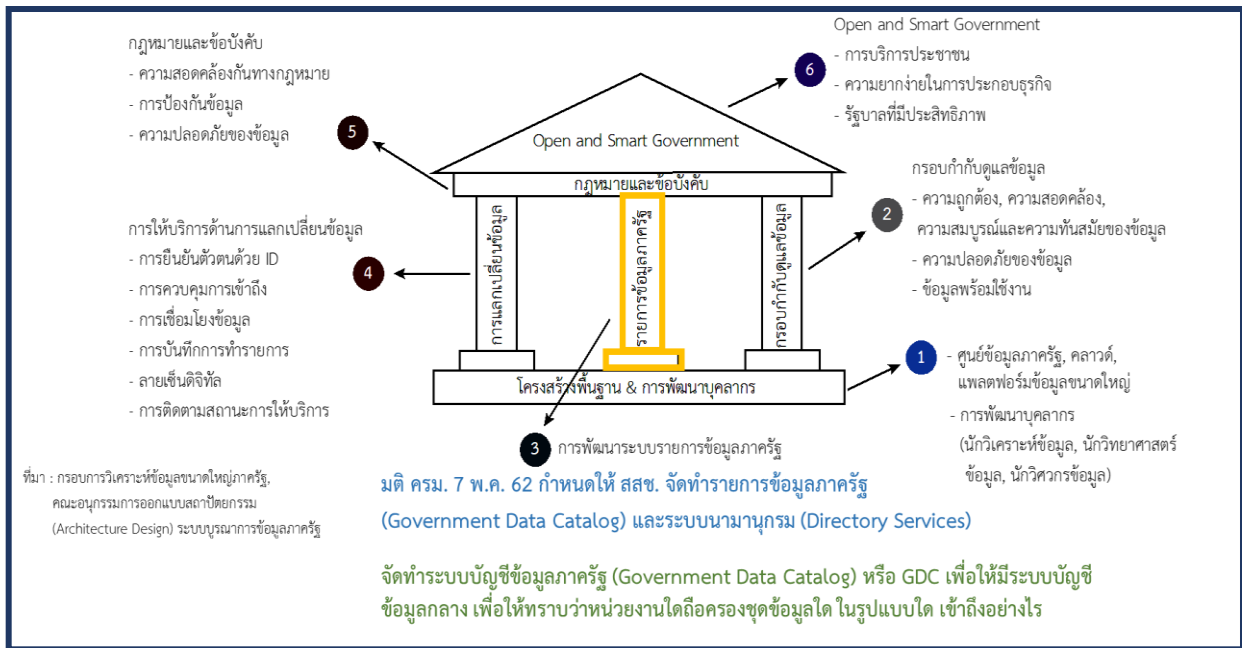 กฎหมายและข้อบังคับ
- ความสอดคล้องกันทางกฎหมาย
- การป้องกันข้อมูล
- ความปลอดภัยของข้อมูล
5
Open and Smart Government
- การบริการประชาชน
- ความยากง่ายในการประกอบธุรกิจ
- รัฐบาลที่มีประสิทธิภาพ
6
Open and Smart Government
กฎหมายและข้อบังคับ
การแลกเปลี่ยนข้อมูล
รายการข้อมูลภาครัฐ
กรอบกำกับดูแลข้อมูล
โครงสร้างพื้นฐาน & การพัฒนาบุคลากร
กรอบกำกับดูแลข้อมูล
- ความถูกต้อง, ความสอดคล้อง,
ความสมบูรณ์และความทันสมัยของข้อมูล
- ความปลอดภัยของข้อมูล
- ข้อมูลพร้อมใช้งาน
2
การให้บริการด้านการแลกเปลี่ยนข้อมูล
- การยืนยันตัวตนด้วย ID
- การควบคุมการเข้าถึง
- การเชื่อมโยงข้อมูล
- การบันทึกการทำรายการ
- ลายเซ็นดิจิทัล
- การติดตามสถานะการให้บริการ
4
1
- ศูนย์ข้อมูลภาครัฐ, คลาวด์,
แพลตฟอร์มข้อมูลขนาดใหญ่
- การพัฒนาบุคลากร
(นักวิเคราะห์ข้อมูล, นักวิทยาศาสตร์
ข้อมูล, นักวิศวกรข้อมูล)
3 การพัฒนาระบบรายการข้อมูลภาครัฐ
ที่มา : กรอบการวิเคราะห์ข้อมูลขนาดใหญ่ภาครัฐ,
คณะอนุกรรมการออกแบบสถาปัตยกรรม
(Architecture Design) ระบบบูรณาการข้อมูลภาครัฐ
มติ ครม. 7 พ.ค. 62 กำหนดให้ สสช. จัดทำรายการข้อมูลภาครัฐ
(Government Data Catalog) และระบบนามานุกรม (Directory Services)
จัดทำระบบบัญชีข้อมูลภาครัฐ (Government Data Catalog) หรือ GDC เพื่อให้มีระบบบัญชี
ข้อมูลกลาง เพื่อให้ทราบว่าหน่วยงานใดถือครองชุดข้อมูลใด ในรูปแบบใด เข้าถึงอย่างไร